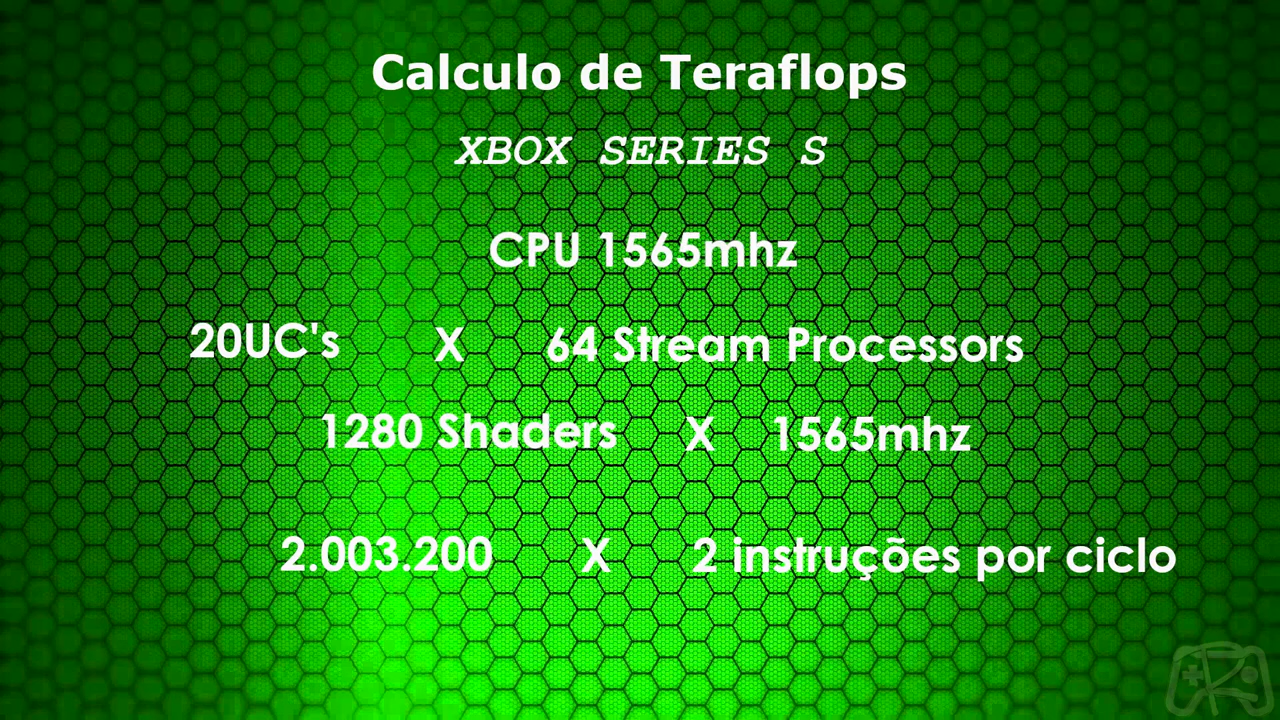 Calculo de Teraflops
XBOX SERIES S
CPU 1565mhz
20UC's X 64 Stream Processors
1280 Shaders X 1565mhz
2.003.200 X 2 instruções por ciclo